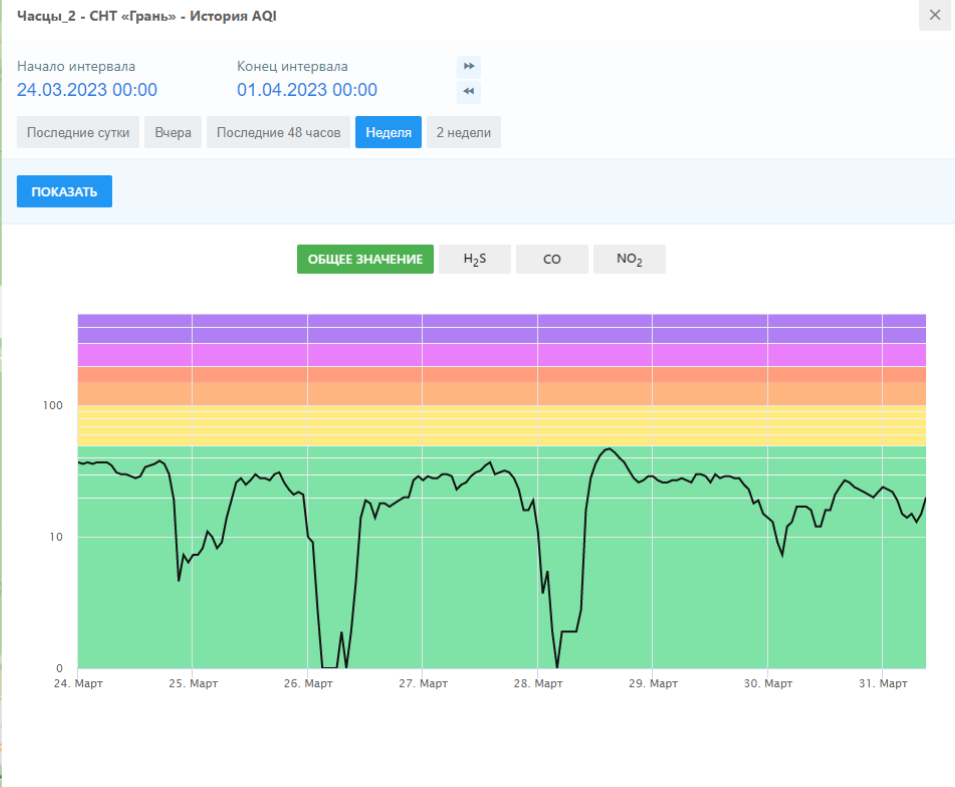 Часцы_2 - СНТ «Грань» - История AQI
Начало интервала Конец интервала
24.03.2023 00:00 01.04.2023 00:00
Последние сутки Вчера Последние 48 часов Неделя 2 недели
ПОКАЗАТЬ
ОБЩЕЕ ЗНАЧЕНИЕ H₂S CO NO₂
100
10
0
24. Март 25. Март 26. Март 27. Март 28. Март 29. Март 30. Март 31. Март